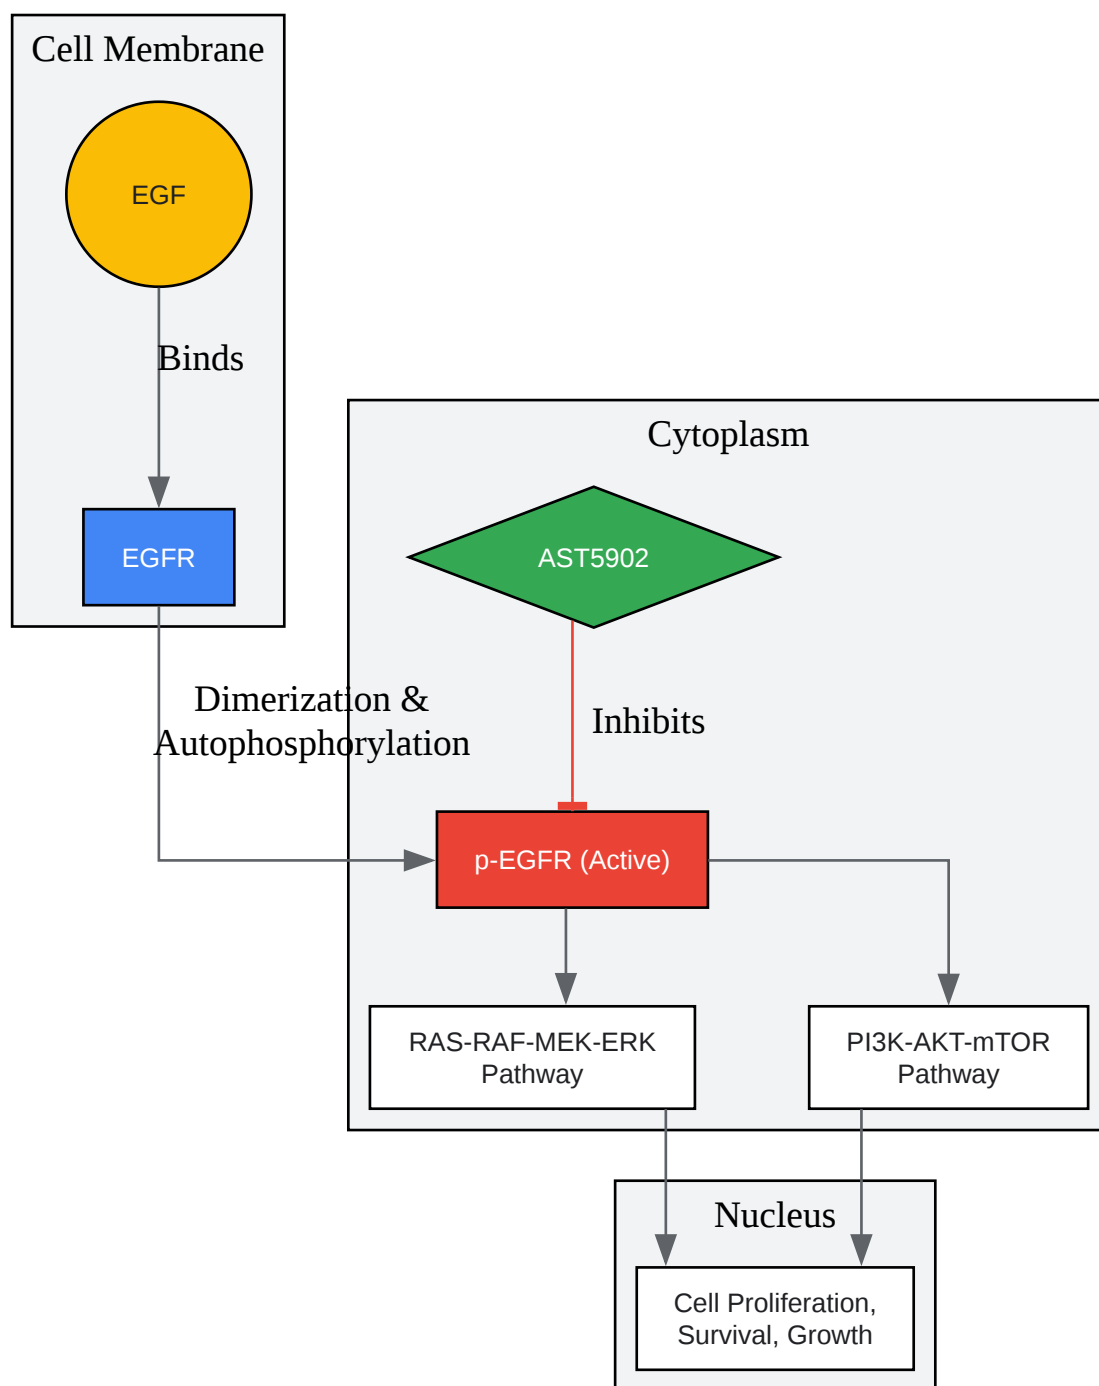 Cell Membrane
EGF
Binds
EGFR
Cytoplasm
AST5902
Dimerization &
Autophosphorylation
Inhibits
p-EGFR (Active)
RAS-RAF-MEK-ERK
Pathway
PI3K-AKT-mTOR
Pathway
Nucleus
Cell Proliferation,
Survival, Growth